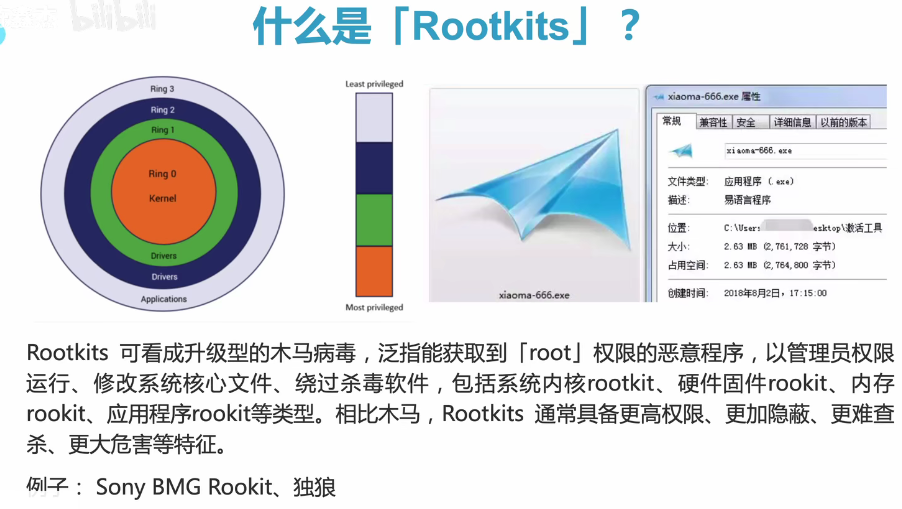 bilibili
什么是「Rootkits」？
Ring 3
Ring 2
Ring 1
Ring 0
Kernel
Drivers
Drivers
Applications
Least privileged
Most privileged
xiaoma-666.exe
xiaoma-666.exe 属性
常规 兼容性 安全 详细信息 以前的版本
xiaoma-666.exe
文件类型: 应用程序 (.exe)
描述: 易语言程序
位置: C:\Users esktop\激活工具
大小: 2.63 MB (2,761,728 字节)
占用空间: 2.63 MB (2,764,800 字节)
创建时间: 2018年8月2日，17:15:00
Rootkits 可看成升级型的木马病毒，泛指能获取到「root」权限的恶意程序，以管理员权限
运行、修改系统核心文件、绕过杀毒软件，包括系统内核rootkit、硬件固件rookit、内存
rookit、应用程序rookit等类型。相比木马，Rootkits 通常具备更高权限、更加隐蔽、更难查
杀、更大危害等特征。
例子： Sony BMG Rookit、独狼